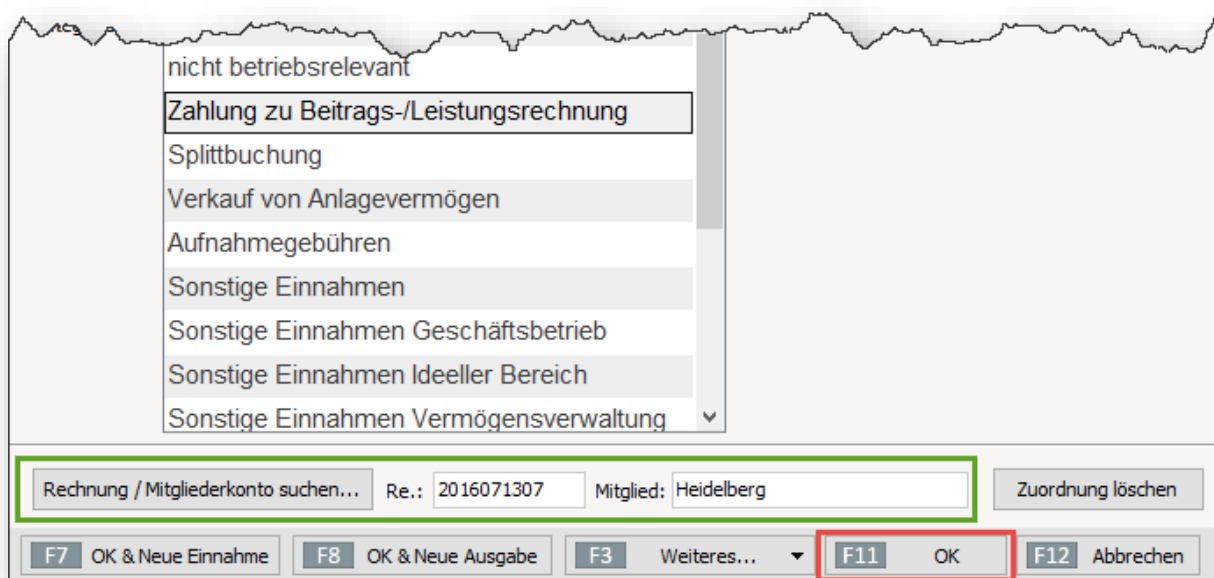 nicht betriebsrelevant
Zahlung zu Beitrags-/Leistungsrechnung
Splittbuchung
Verkauf von Anlagevermögen
Aufnahmegebühren
Sonstige Einnahmen
Sonstige Einnahmen Geschäftsbetrieb
Sonstige Einnahmen Ideeller Bereich
Sonstige Einnahmen Vermögensverwaltung
Rechnung / Mitgliederkonto suchen... Re.: 2016071307 Mitglied: Heidelberg Zuordnung löschen
F7 OK & Neue Einnahme F8 OK & Neue Ausgabe F3 Weiteres... F11 OK F12 Abbrechen